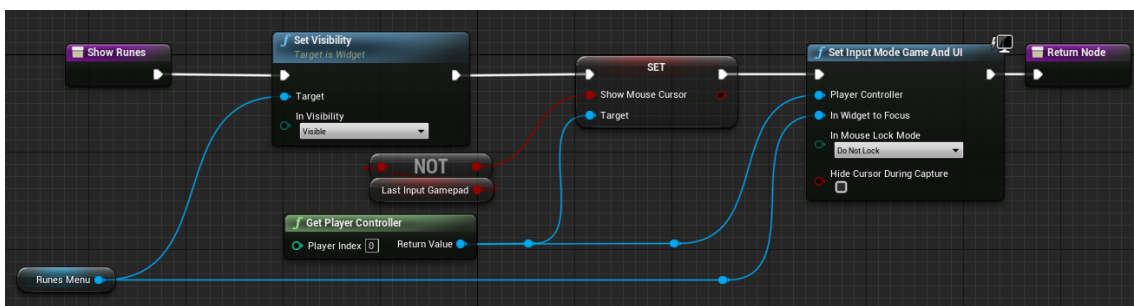 Show Runes
f Set Visibility
Target is Widget
Target
In Visibility
Visible
SET
Show Mouse Cursor
Target
f Set Input Mode Game And UI
Player Controller
In Widget to Focus
In Mouse Lock Mode
Do Not Lock
Hide Cursor During Capture
Return Node
NOT
Last Input Gamepad
f Get Player Controller
Player Index 0 Return Value
Runes Menu